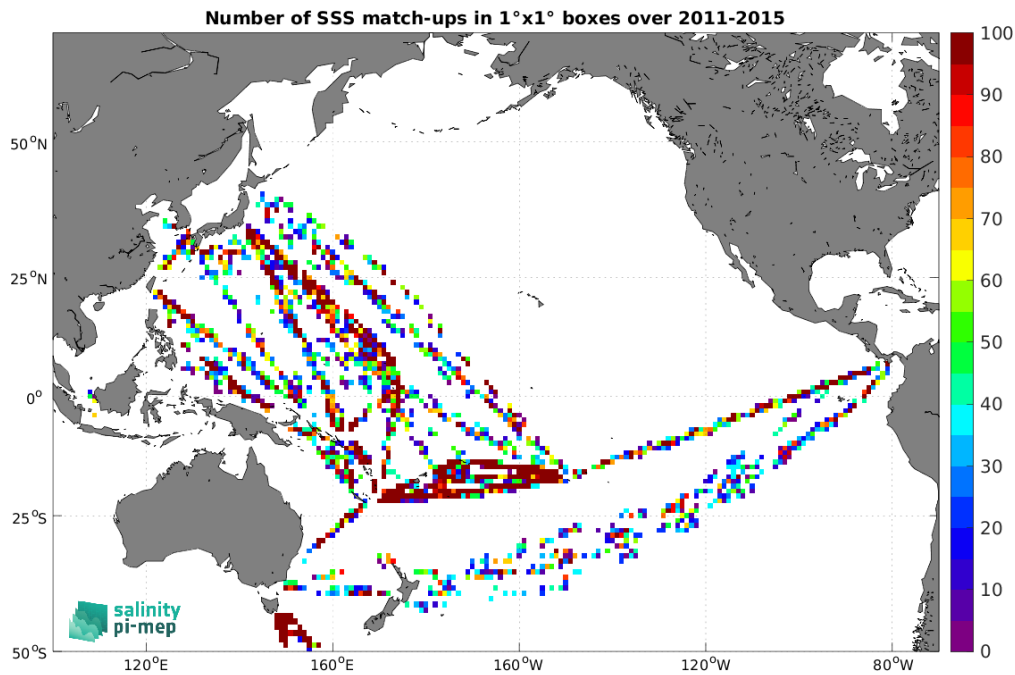 Number of SSS match-ups in 1°x1° boxes over 2011-2015
100
90
80
70
60
50
40
30
20
10
0
50°N
25°N
0°
25°S
50°S
120°E
160°E
160°W
120°W
80°W
salinity
pi-mep